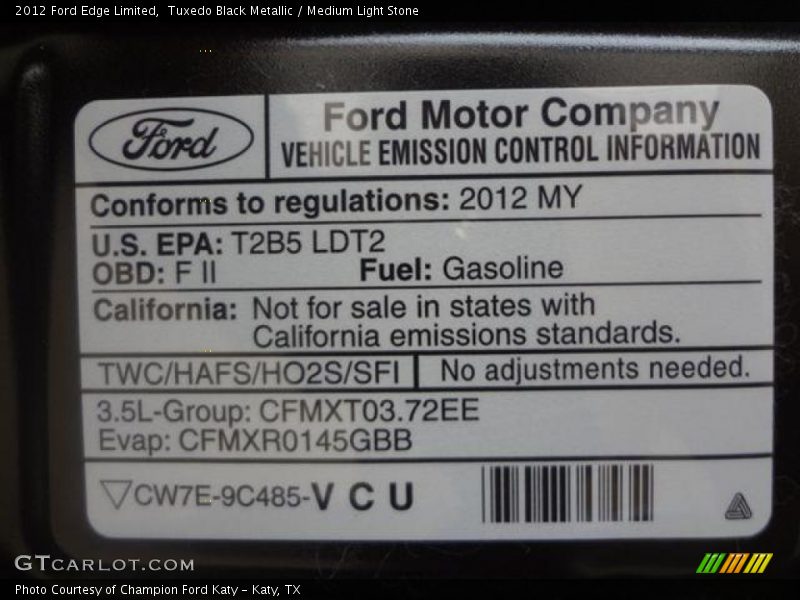 2012 Ford Edge Limited, Tuxedo Black Metallic / Medium Light Stone
Ford
Ford Motor Company
VEHICLE EMISSION CONTROL INFORMATION
Conforms to regulations: 2012 MY
U.S. EPA: T2B5 LDT2
OBD: F II Fuel: Gasoline
California: Not for sale in states with
California emissions standards.
TWC/HAFS/HO2S/SFI No adjustments needed.
3.5L-Group: CFMXT03.72EE
Evap: CFMXR0145GBB
CW7E-9C485-V C U
GTCARLOT.COM
Photo Courtesy of Champion Ford Katy - Katy, TX